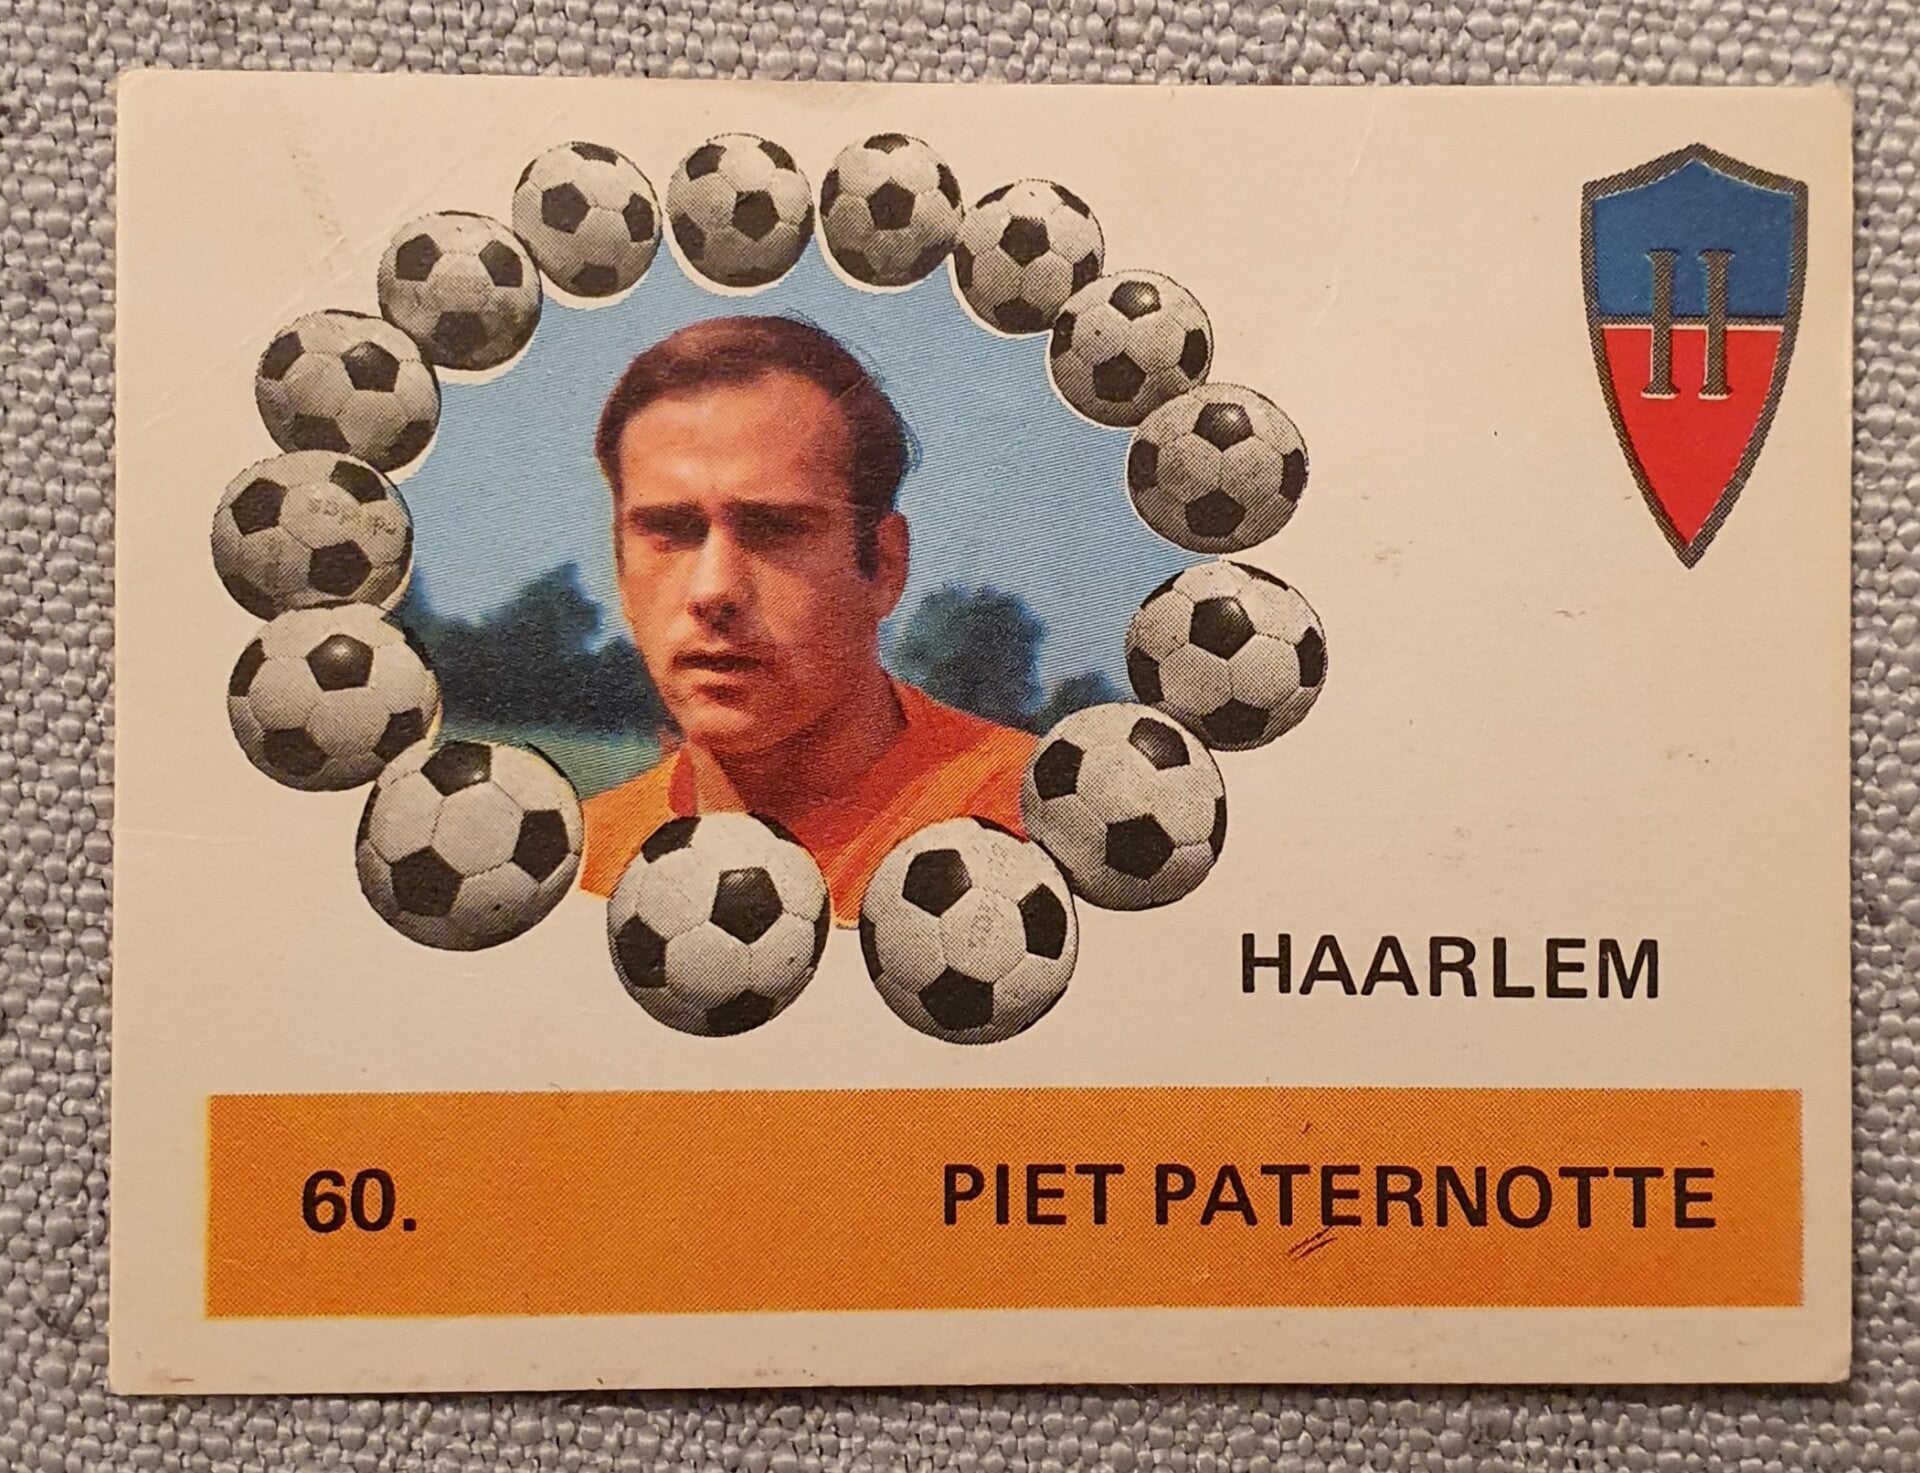 H
HAARLEM
60. PIET PATERNOTTE